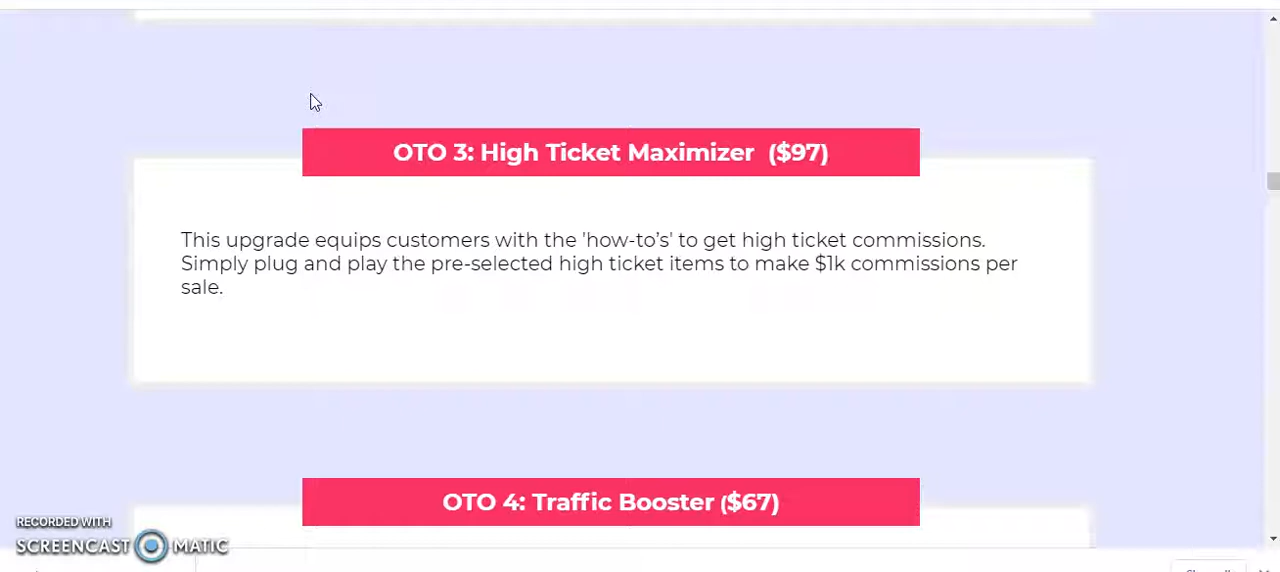 OTO 3: High Ticket Maximizer ($97)
This upgrade equips customers with the 'how-to’s' to get high ticket commissions.
Simply plug and play the pre-selected high ticket items to make $1k commissions per
sale.
OTO 4: Traffic Booster ($67)
RECORDED WITH
SCREENCAST MATIC